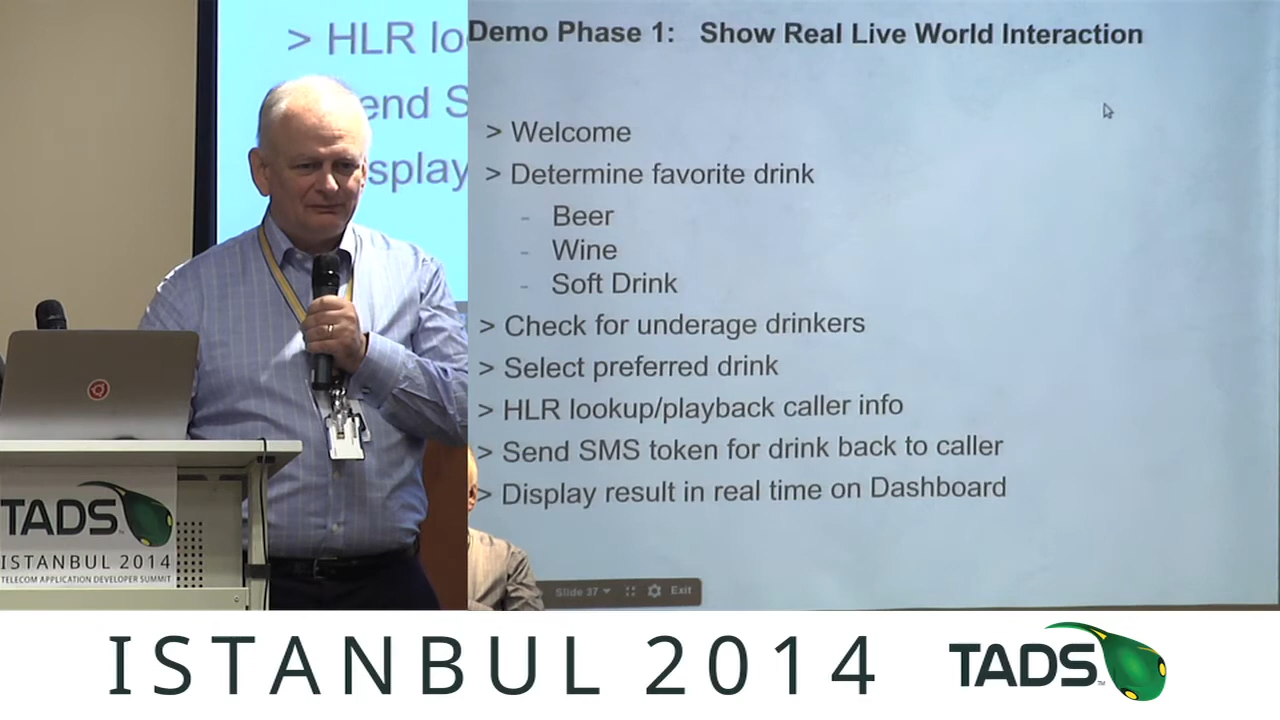 > HLR lo
end S
splay
Demo Phase 1: Show Real Live World Interaction
> Welcome
> Determine favorite drink
- Beer
- Wine
- Soft Drink
> Check for underage drinkers
> Select preferred drink
> HLR lookup/playback caller info
> Send SMS token for drink back to caller
> Display result in real time on Dashboard
Slide 37
Exit
TADS
ISTANBUL 2014
TELECOM APPLICATION DEVELOPER SUMMIT
ISTANBUL 2014
TADS™